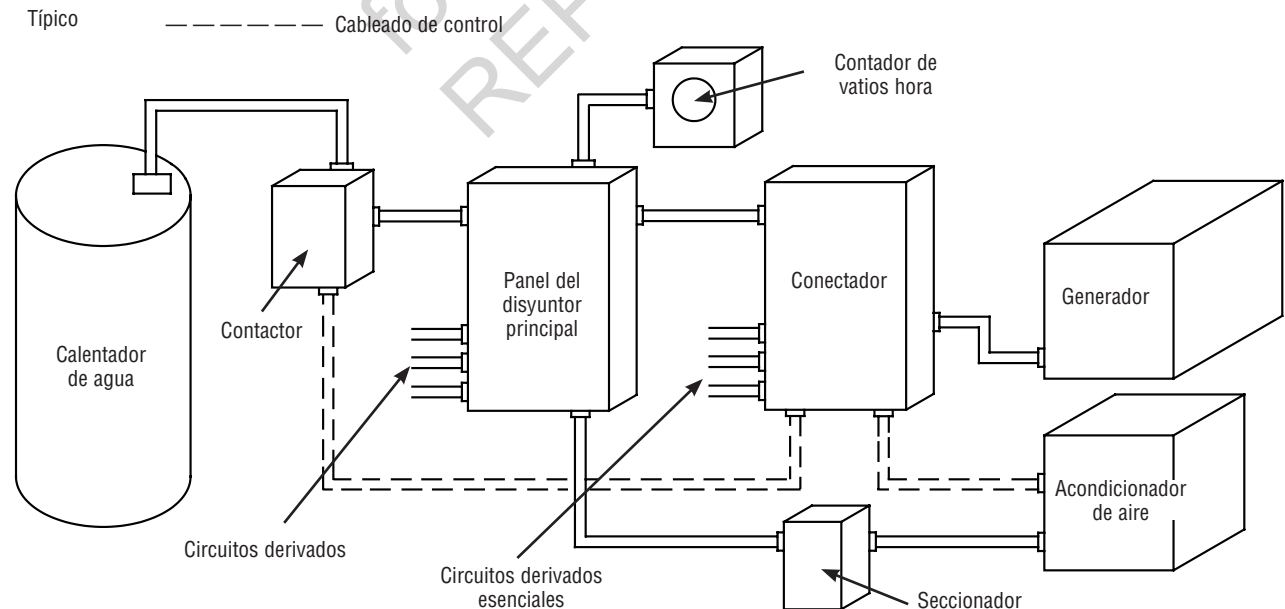 Típico
Cableado de control
Contador de
vatios hora
Calentador
de agua
Contactor
Panel del
disyuntor
principal
Conectador
Generador
Circuitos derivados
Circuitos derivados
esenciales
Acondicionador
de aire
Seccionador